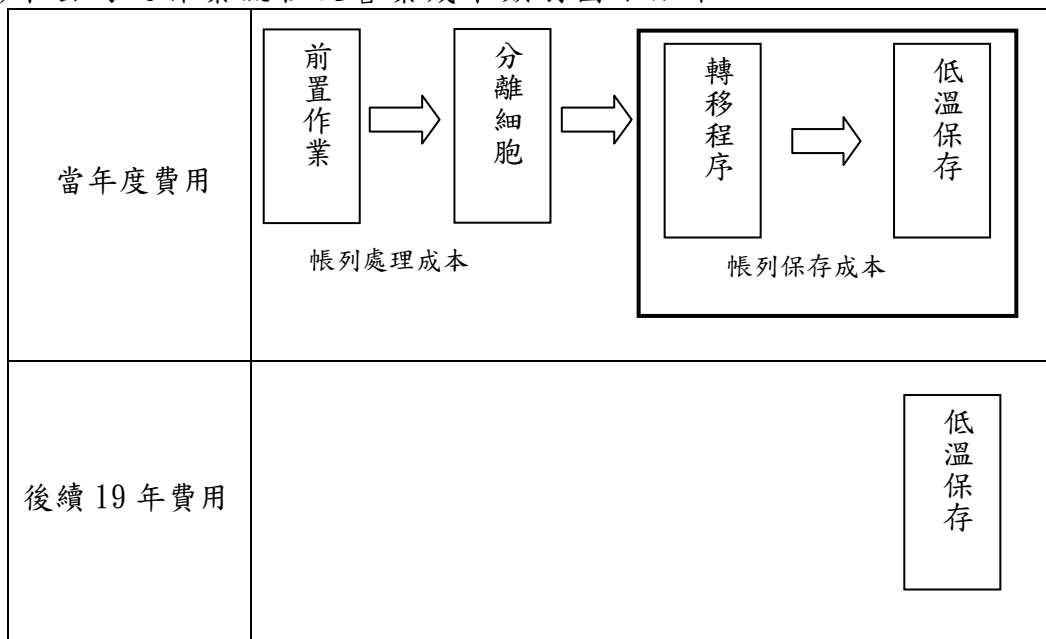 當年度費用
前置作業
分離細胞
轉移程序
低溫保存
帳列處理成本
帳列保存成本
後續 19 年費用
低溫保存